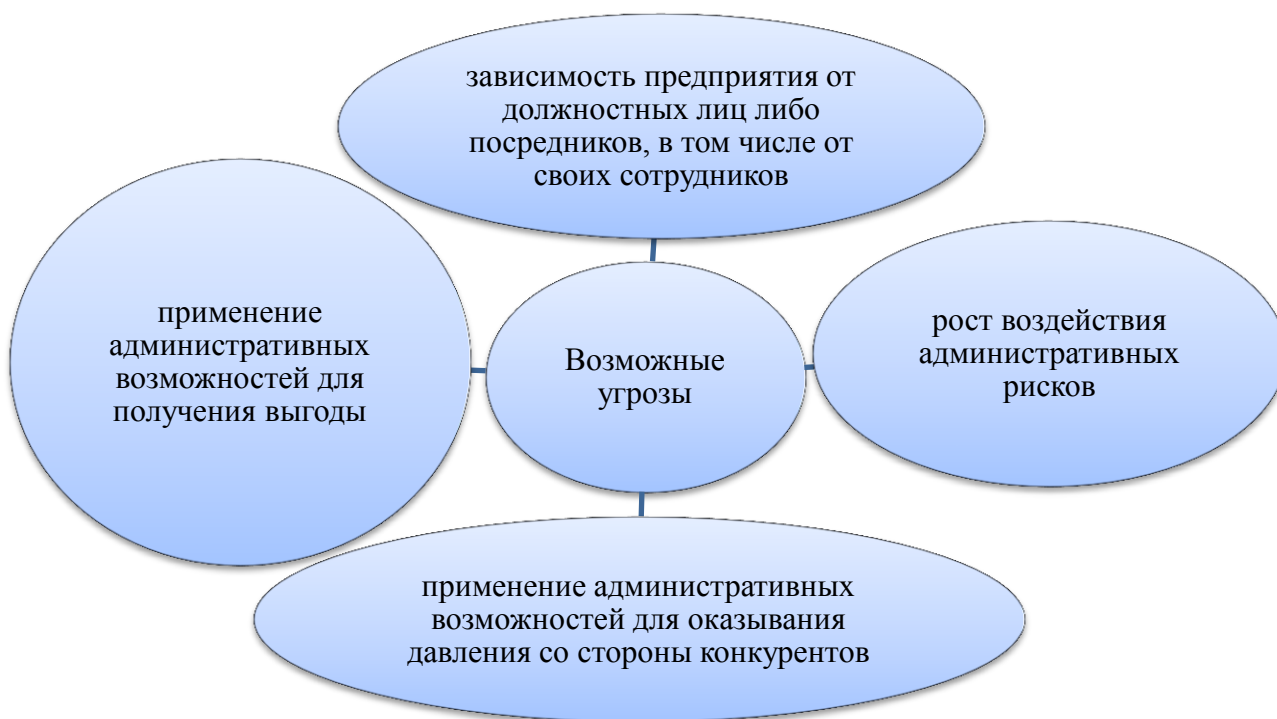 зависимость предприятия от
должностных лиц либо
посредников, в том числе от
своих сотрудников
применение
административных
возможностей для
получения выгоды
Возможные
угрозы
рост воздействия
административных
рисков
применение административных
возможностей для оказывания
давления со стороны конкурентов